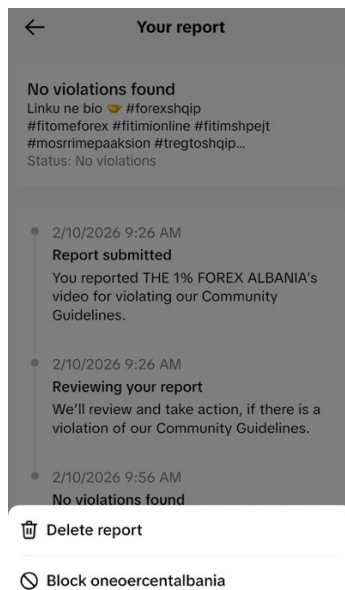 Your report
No violations found
Linku ne bio 🤝 #forexshqip
#fitomeforex #fitimionline #fitimshpejt
#mosrrimepaaksion #tregtoshqip...
Status: No violations
2/10/2026 9:26 AM
Report submitted
You reported THE 1% FOREX ALBANIA's
video for violating our Community
Guidelines.
2/10/2026 9:26 AM
Reviewing your report
We'll review and take action, if there is a
violation of our Community Guidelines.
2/10/2026 9:56 AM
No violations found
Delete report
Block oneoercentalbania